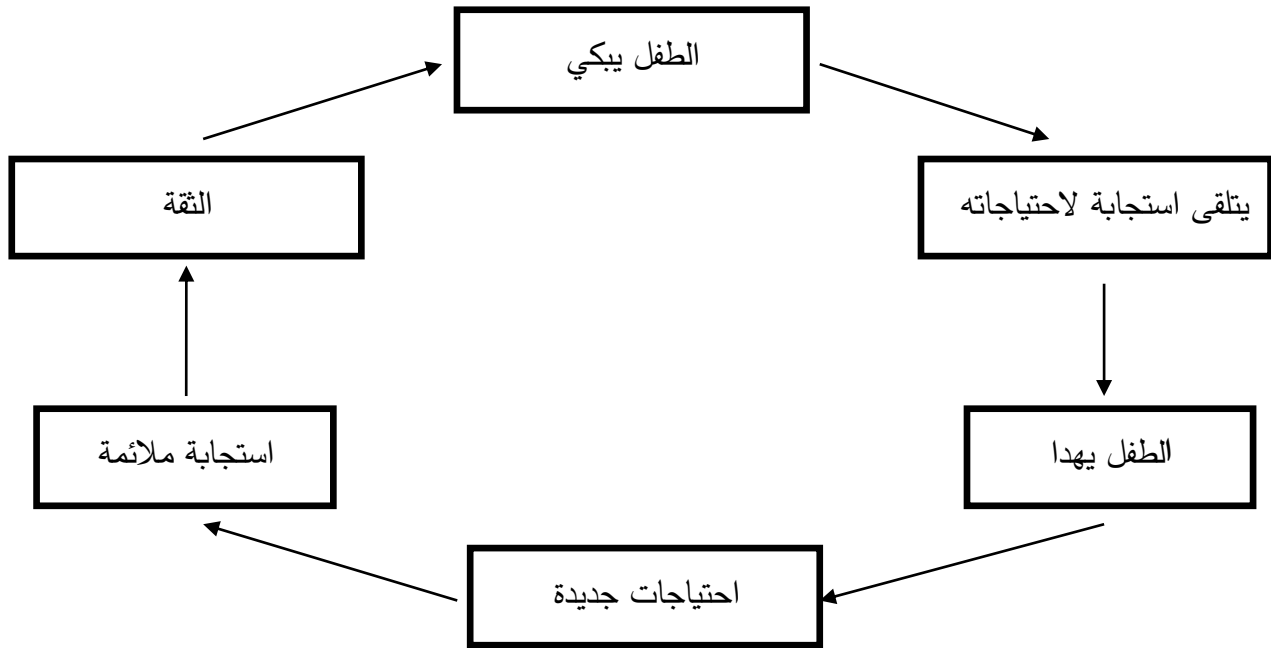 الطفل يبكي
يتلقى استجابة لاحتياجاته
الثقة
الطفل يهدا
استجابة ملائمة
احتياجات جديدة